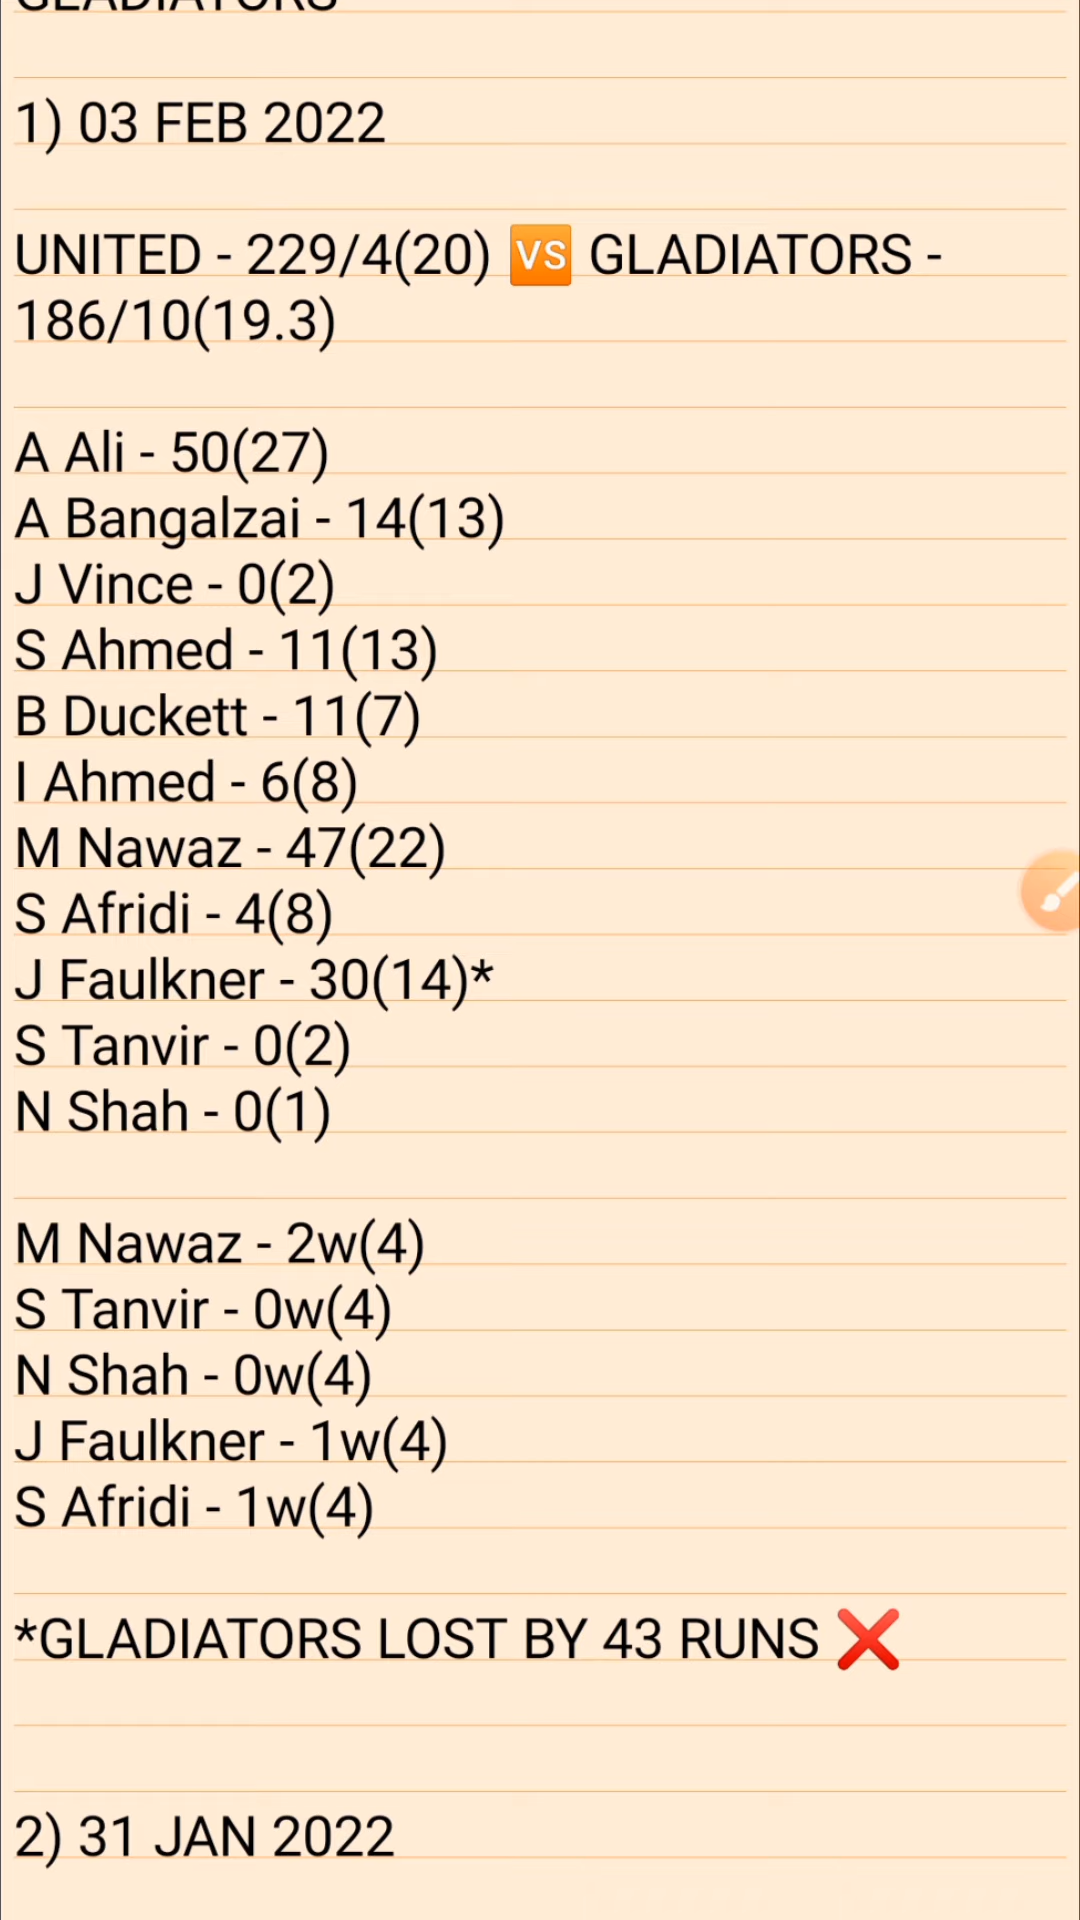 GLADIATORS
1) 03 FEB 2022
UNITED - 229/4(20) 🆚 GLADIATORS -
186/10(19.3)
A Ali - 50(27)
A Bangalzai - 14(13)
J Vince - 0(2)
S Ahmed - 11(13)
B Duckett - 11(7)
I Ahmed - 6(8)
M Nawaz - 47(22)
S Afridi - 4(8)
J Faulkner - 30(14)*
S Tanvir - 0(2)
N Shah - 0(1)
M Nawaz - 2w(4)
S Tanvir - 0w(4)
N Shah - 0w(4)
J Faulkner - 1w(4)
S Afridi - 1w(4)
*GLADIATORS LOST BY 43 RUNS ❌
2) 31 JAN 2022